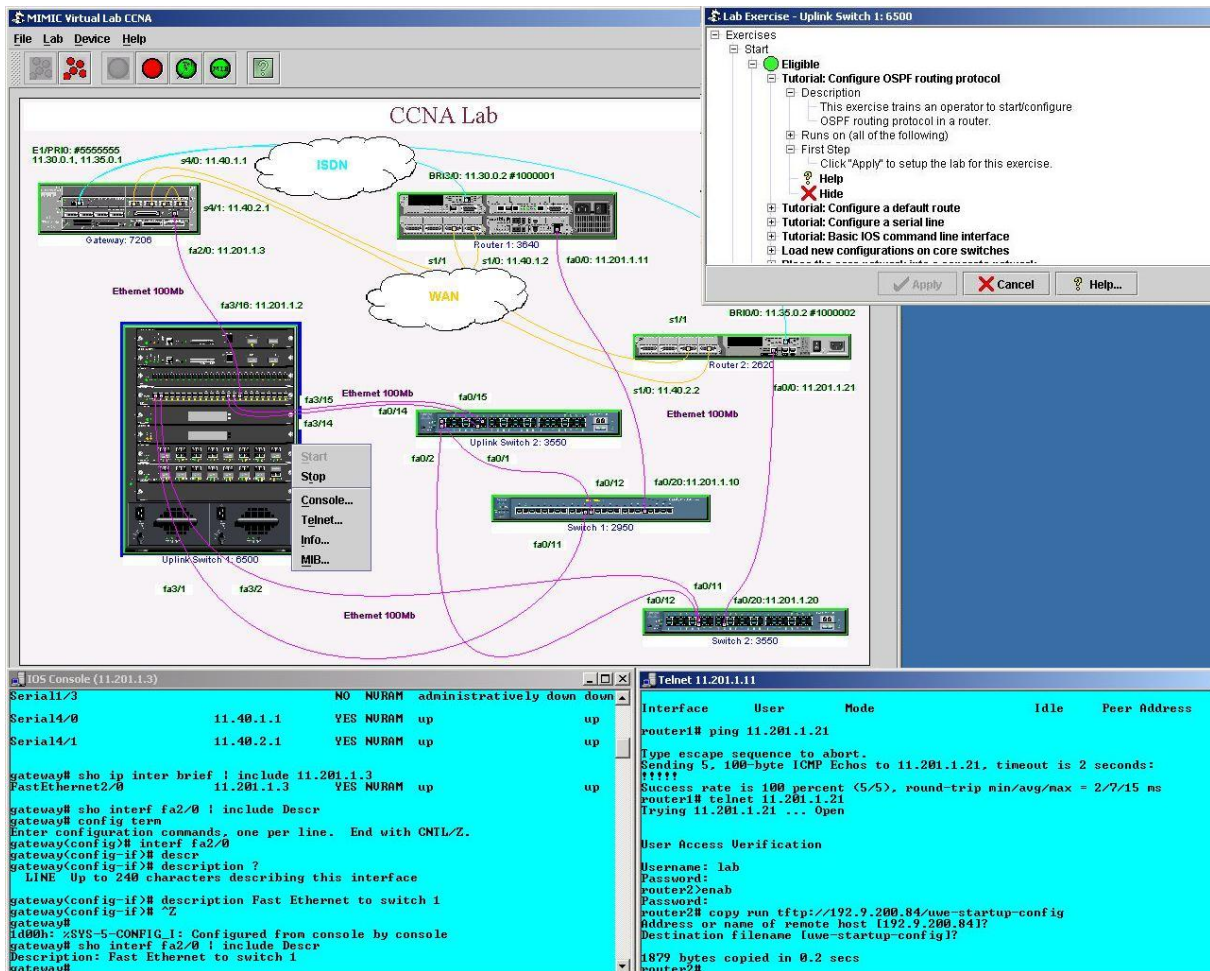 MIMIC Virtual Lab CCNA
File Lab Device Help
CCNA Lab
E1/PRI0: #5555555
11.30.0.1, 11.35.0.1
s4/0: 11.40.1.1
ISDN
BRI3/0: 11.30.0.2 #1000001
s4/1: 11.40.2.1
Gateway: 7206
Router 1: 3640
fa2/0: 11.201.1.3
s1/1
s1/0: 11.40.1.2
fa0/0: 11.201.1.11
Ethernet 100Mb
WAN
fa3/16: 11.201.1.2
s1/1
BRI0/0: 11.35.0.2 #1000002
Router 2: 2620
s1/0: 11.40.2.2
fa0/0: 11.201.1.21
fa3/15
Ethernet 100Mb
fa0/15
fa0/14
Ethernet 100Mb
fa3/14
Uplink Switch 2: 3550
fa0/2
fa0/1
Start
Stop
Console...
Telnet...
Info...
MIB...
fa0/12
fa0/20:11.201.1.10
Switch 1: 2950
fa0/11
Uplink Switch 1: 6500
fa3/1
fa3/2
fa0/11
fa0/12
fa0/20:11.201.1.20
Ethernet 100Mb
Switch 2: 3550
Lab Exercise - Uplink Switch 1: 6500
Exercises
Start
Eligible
Tutorial: Configure OSPF routing protocol
Description
This exercise trains an operator to start/configure
OSPF routing protocol in a router.
Runs on (all of the following)
First Step
Click "Apply" to setup the lab for this exercise.
Help
Hide
Tutorial: Configure a default route
Tutorial: Configure a serial line
Tutorial: Basic IOS command line interface
Load new configurations on core switches
Apply
Cancel
Help...
IOS Console (11.201.1.3)
Serial1/3 NO NVRAM administratively down down
Serial4/0 11.40.1.1 YES NVRAM up up
Serial4/1 11.40.2.1 YES NVRAM up up
gateway# sho ip inter brief | include 11.201.1.3
FastEthernet2/0 11.201.1.3 YES NVRAM up up
gateway# sho interf fa2/0 | include Descr
gateway# config term
Enter configuration commands, one per line. End with CNTL/Z.
gateway(config)# interf fa2/0
gateway(config-if)# descr
gateway(config-if)# description ?
LINE Up to 240 characters describing this interface
gateway(config-if)# description Fast Ethernet to switch 1
gateway(config-if)# ^Z
gateway#
1d00h: %SYS-5-CONFIG_I: Configured from console by console
gateway# sho interf fa2/0 | include Descr
Description: Fast Ethernet to switch 1
gateway#
Telnet 11.201.1.11
Interface User Mode Idle Peer Address
router1# ping 11.201.1.21
Type escape sequence to abort.
Sending 5, 100-byte ICMP Echos to 11.201.1.21, timeout is 2 seconds:
!!!!!
Success rate is 100 percent (5/5), round-trip min/avg/max = 2/7/15 ms
router1# telnet 11.201.1.21
Trying 11.201.1.21 ... Open
User Access Verification
Username: lab
Password:
router2>enab
Password:
router2# copy run tftp://192.9.200.84/uwe-startup-config
Address or name of remote host [192.9.200.84]?
Destination filename [uwe-startup-config]?
1879 bytes copied in 0.2 secs
router2#